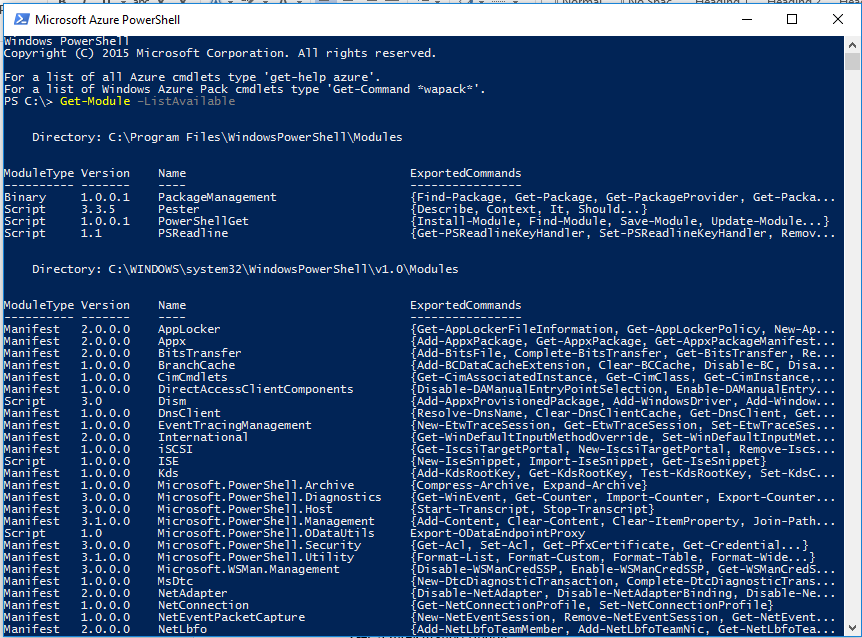 Microsoft Azure PowerShell
Windows PowerShell
Copyright (C) 2015 Microsoft Corporation. All rights reserved.
For a list of all Azure cmdlets type 'get-help azure'.
For a list of Windows Azure Pack cmdlets type 'Get-Command *wapack*'.
PS C:\> Get-Module -ListAvailable
Directory: C:\Program Files\WindowsPowerShell\Modules
ModuleType Version    Name                                ExportedCommands
---------- -------    ----                                ----------------
Binary     1.0.0.1    PackageManagement                   {Find-Package, Get-Package, Get-PackageProvider, Get-Packa...
Script     3.3.5      Pester                              {Describe, Context, It, Should...}
Script     1.0.0.1    PowerShellGet                       {Install-Module, Find-Module, Save-Module, Update-Module...}
Script     1.1        PSReadline                          {Get-PSReadlineKeyHandler, Set-PSReadlineKeyHandler, Remov...
Directory: C:\WINDOWS\system32\WindowsPowerShell\v1.0\Modules
ModuleType Version    Name                                ExportedCommands
---------- -------    ----                                ----------------
Manifest   2.0.0.0    AppLocker                           {Get-AppLockerFileInformation, Get-AppLockerPolicy, New-Ap...
Manifest   2.0.0.0    Appx                                {Add-AppxPackage, Get-AppxPackage, Get-AppxPackageManifest...
Manifest   2.0.0.0    BitsTransfer                        {Add-BitsFile, Complete-BitsTransfer, Get-BitsTransfer, Re...
Manifest   1.0.0.0    BranchCache                         {Add-BCDataCacheExtension, Clear-BCCache, Disable-BC, Disa...
Manifest   1.0.0.0    CimCmdlets                          {Get-CimAssociatedInstance, Get-CimClass, Get-CimInstance,...
Manifest   1.0.0.0    DirectAccessClientComponents        {Disable-DAManualEntryPointSelection, Enable-DAManualEntry...
Script     3.0        Dism                                {Add-AppxProvisionedPackage, Add-WindowsDriver, Add-Window...
Manifest   1.0.0.0    DnsClient                           {Resolve-DnsName, Clear-DnsClientCache, Get-DnsClient, Get...
Manifest   1.0.0.0    EventTracingManagement              {New-EtwTraceSession, Get-EtwTraceSession, Set-EtwTraceSes...
Manifest   2.0.0.0    International                       {Get-WinDefaultInputMethodOverride, Set-WinDefaultInputMet...
Manifest   1.0.0.0    iSCSI                               {Get-IscsiTargetPortal, New-IscsiTargetPortal, Remove-Iscs...
Script     1.0.0.0    ISE                                 {New-IseSnippet, Import-IseSnippet, Get-IseSnippet}
Manifest   1.0.0.0    Kds                                 {Add-KdsRootKey, Get-KdsRootKey, Test-KdsRootKey, Set-KdsC...
Manifest   1.0.0.0    Microsoft.PowerShell.Archive        {Compress-Archive, Expand-Archive}
Manifest   3.0.0.0    Microsoft.PowerShell.Diagnostics    {Get-WinEvent, Get-Counter, Import-Counter, Export-Counter...
Manifest   3.0.0.0    Microsoft.PowerShell.Host           {Start-Transcript, Stop-Transcript}
Manifest   3.1.0.0    Microsoft.PowerShell.Management     {Add-Content, Clear-Content, Clear-ItemProperty, Join-Path...
Script     1.0        Microsoft.PowerShell.ODataUtils     Export-ODataEndpointProxy
Manifest   3.0.0.0    Microsoft.PowerShell.Security       {Get-Acl, Set-Acl, Get-PfxCertificate, Get-Credential...}
Manifest   3.1.0.0    Microsoft.PowerShell.Utility        {Format-List, Format-Custom, Format-Table, Format-Wide...}
Manifest   3.0.0.0    Microsoft.WSMan.Management          {Disable-WSManCredSSP, Enable-WSManCredSSP, Get-WSManCredS...
Manifest   1.0.0.0    MsDtc                               {New-DtcDiagnosticTransaction, Complete-DtcDiagnosticTrans...
Manifest   2.0.0.0    NetAdapter                          {Disable-NetAdapter, Disable-NetAdapterBinding, Disable-Ne...
Manifest   1.0.0.0    NetConnection                       {Get-NetConnectionProfile, Set-NetConnectionProfile}
Manifest   1.0.0.0    NetEventPacketCapture               {New-NetEventSession, Remove-NetEventSession, Get-NetEvent...
Manifest   2.0.0.0    NetLbfo                             {Add-NetLbfoTeamMember, Add-NetLbfoTeamNic, Get-NetLbfoTea...